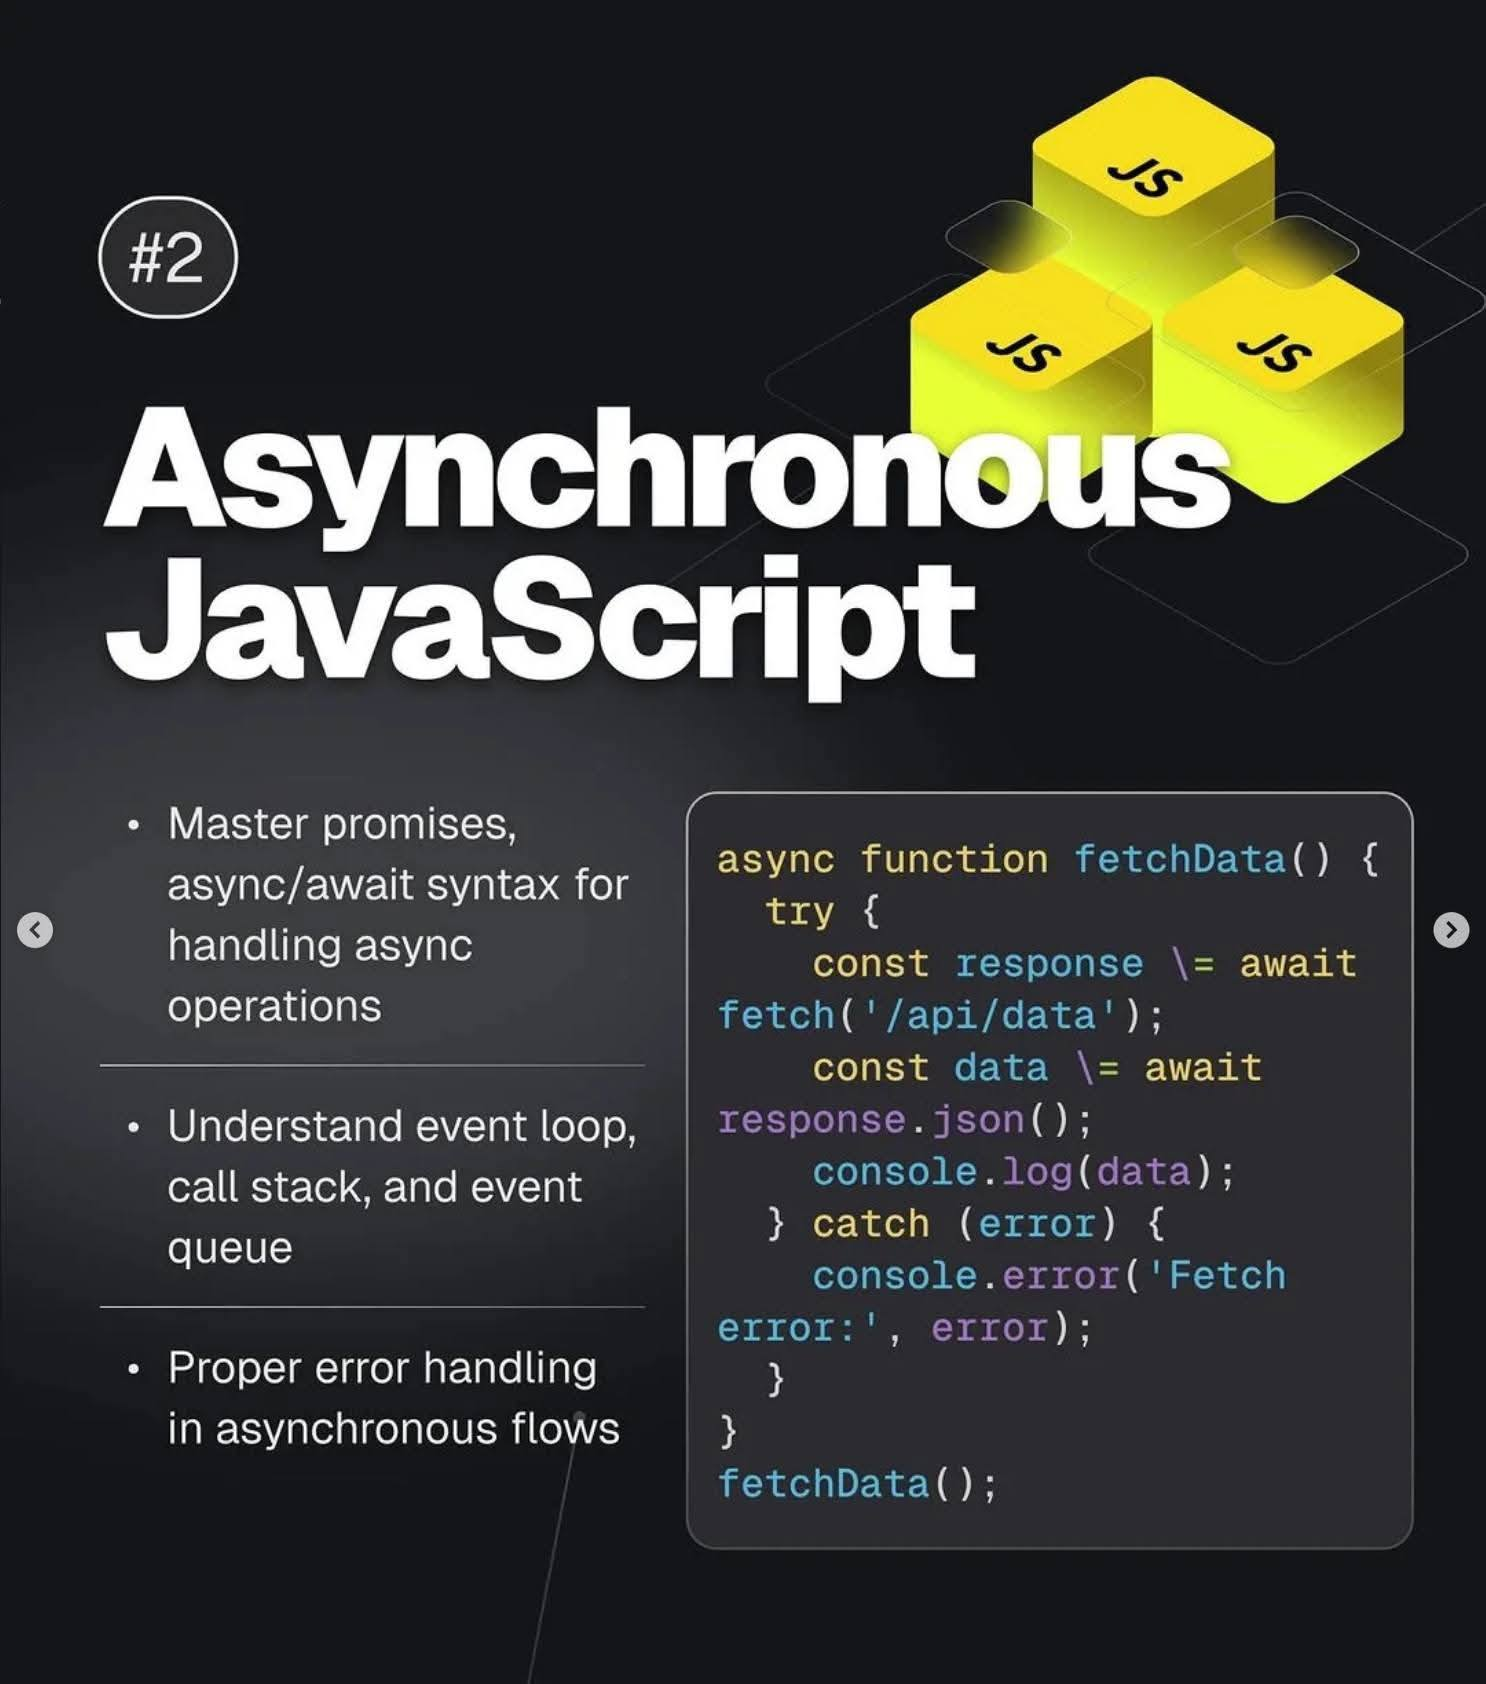 JS
#2
JS
JS
Asynchronous
JavaScript
• Master promises,
async/await syntax for
handling async
operations
• Understand event loop,
call stack, and event
queue
• Proper error handling
in asynchronous flows
async function fetchData() {
  try {
    const response \= await
fetch('/api/data');
    const data \= await
response.json();
    console.log(data);
  } catch (error) {
    console.error('Fetch
error:', error);
  }
}
fetchData();